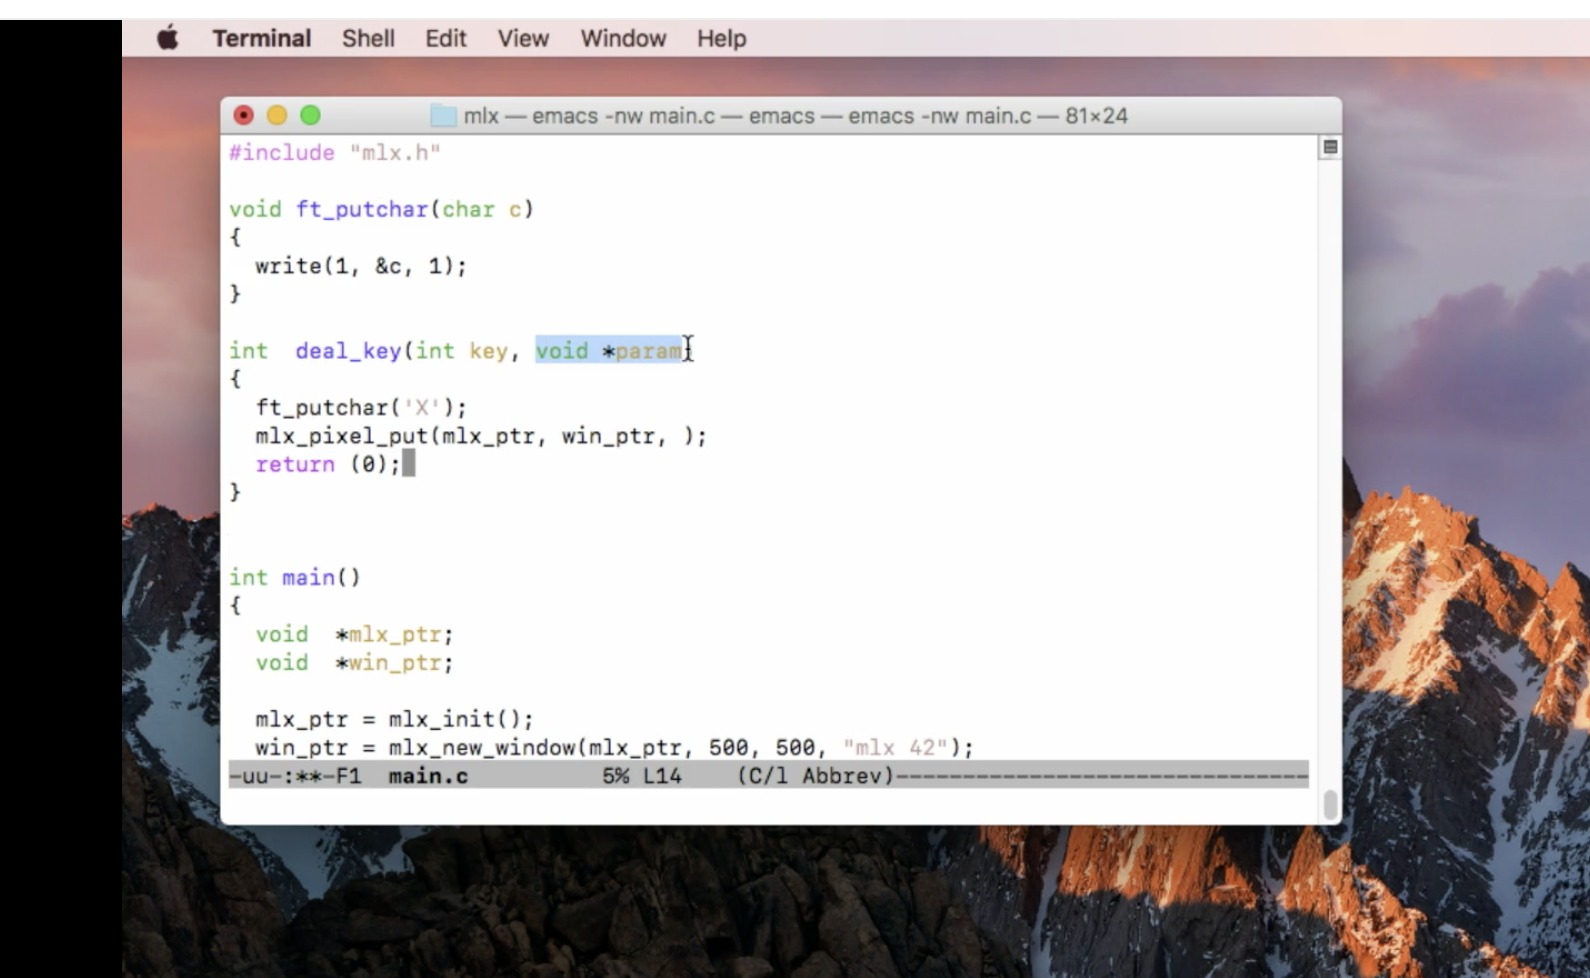 Terminal Shell Edit View Window Help
mlx — emacs -nw main.c — emacs — emacs -nw main.c — 81×24
#include "mlx.h"
void ft_putchar(char c)
{
write(1, &c, 1);
}
int deal_key(int key, void *param)
{
ft_putchar('X');
mlx_pixel_put(mlx_ptr, win_ptr, );
return (0);
}
int main()
{
void *mlx_ptr;
void *win_ptr;
mlx_ptr = mlx_init();
win_ptr = mlx_new_window(mlx_ptr, 500, 500, "mlx 42");
-uu-:**-F1 main.c 5% L14 (C/l Abbrev)-------------------------------